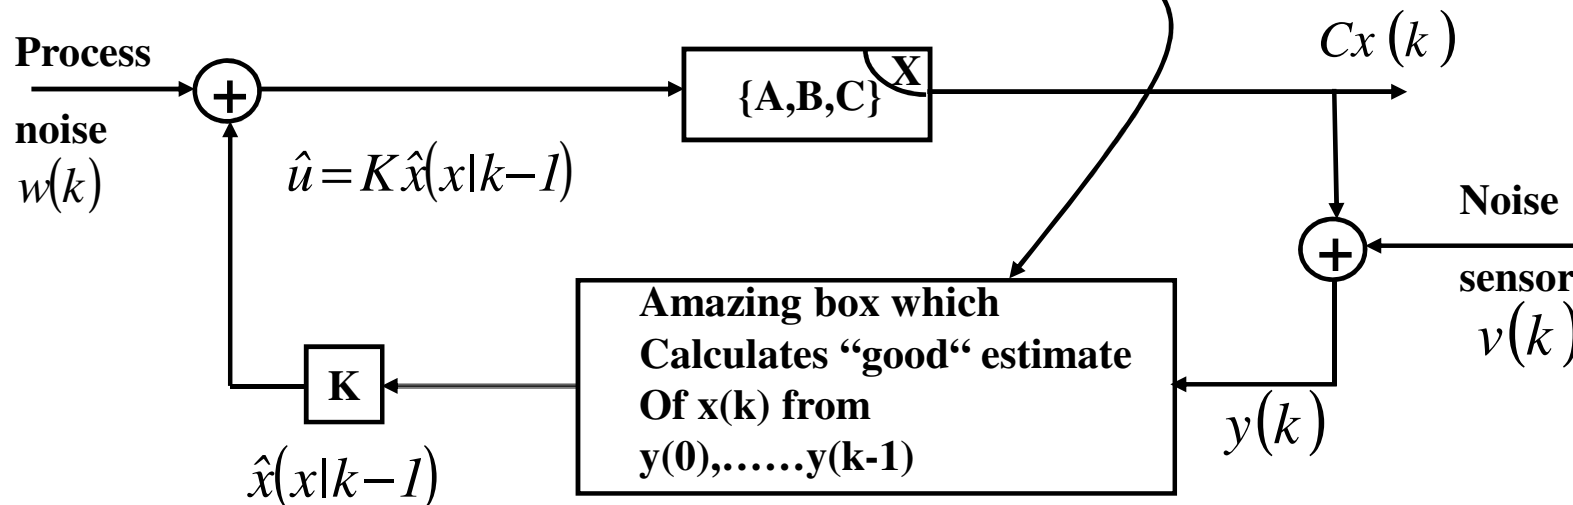 Process
noise
w(k)
+
û = Kx̂(x|k−1)
{A,B,C}
X
Cx(k)
+
Noise
sensor
v(k)
y(k)
Amazing box which
Calculates “good“ estimate
Of x(k) from
y(0),……y(k-1)
K
x̂(x|k−1)